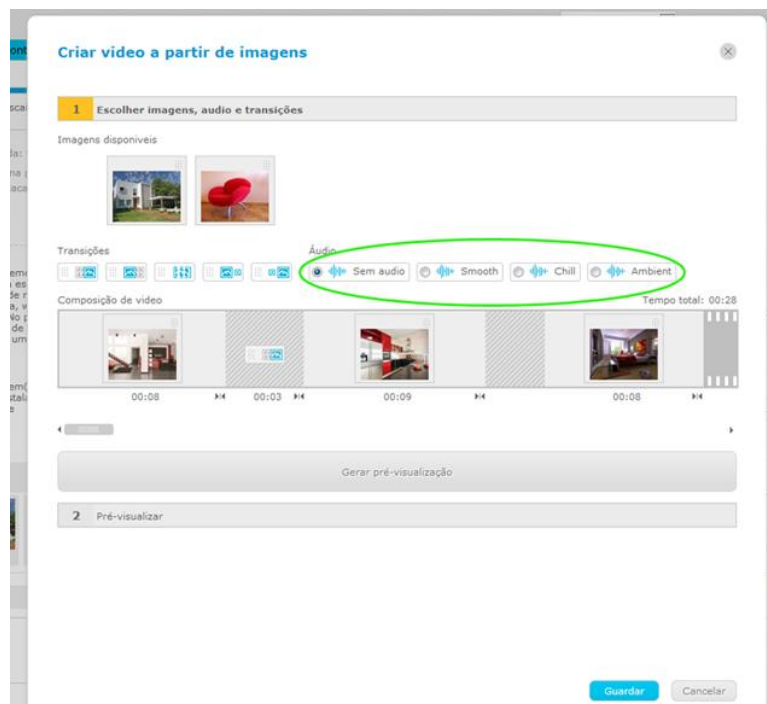 Criar video a partir de imagens
1 Escolher imagens, audio e transições
Imagens disponiveis
Transições
Áudio
Sem audio Smooth Chill Ambient
Composição de video Tempo total: 00:28
00:08 00:03 00:09 00:08
Gerar pré-visualização
2 Pré-visualizar
Guardar Cancelar